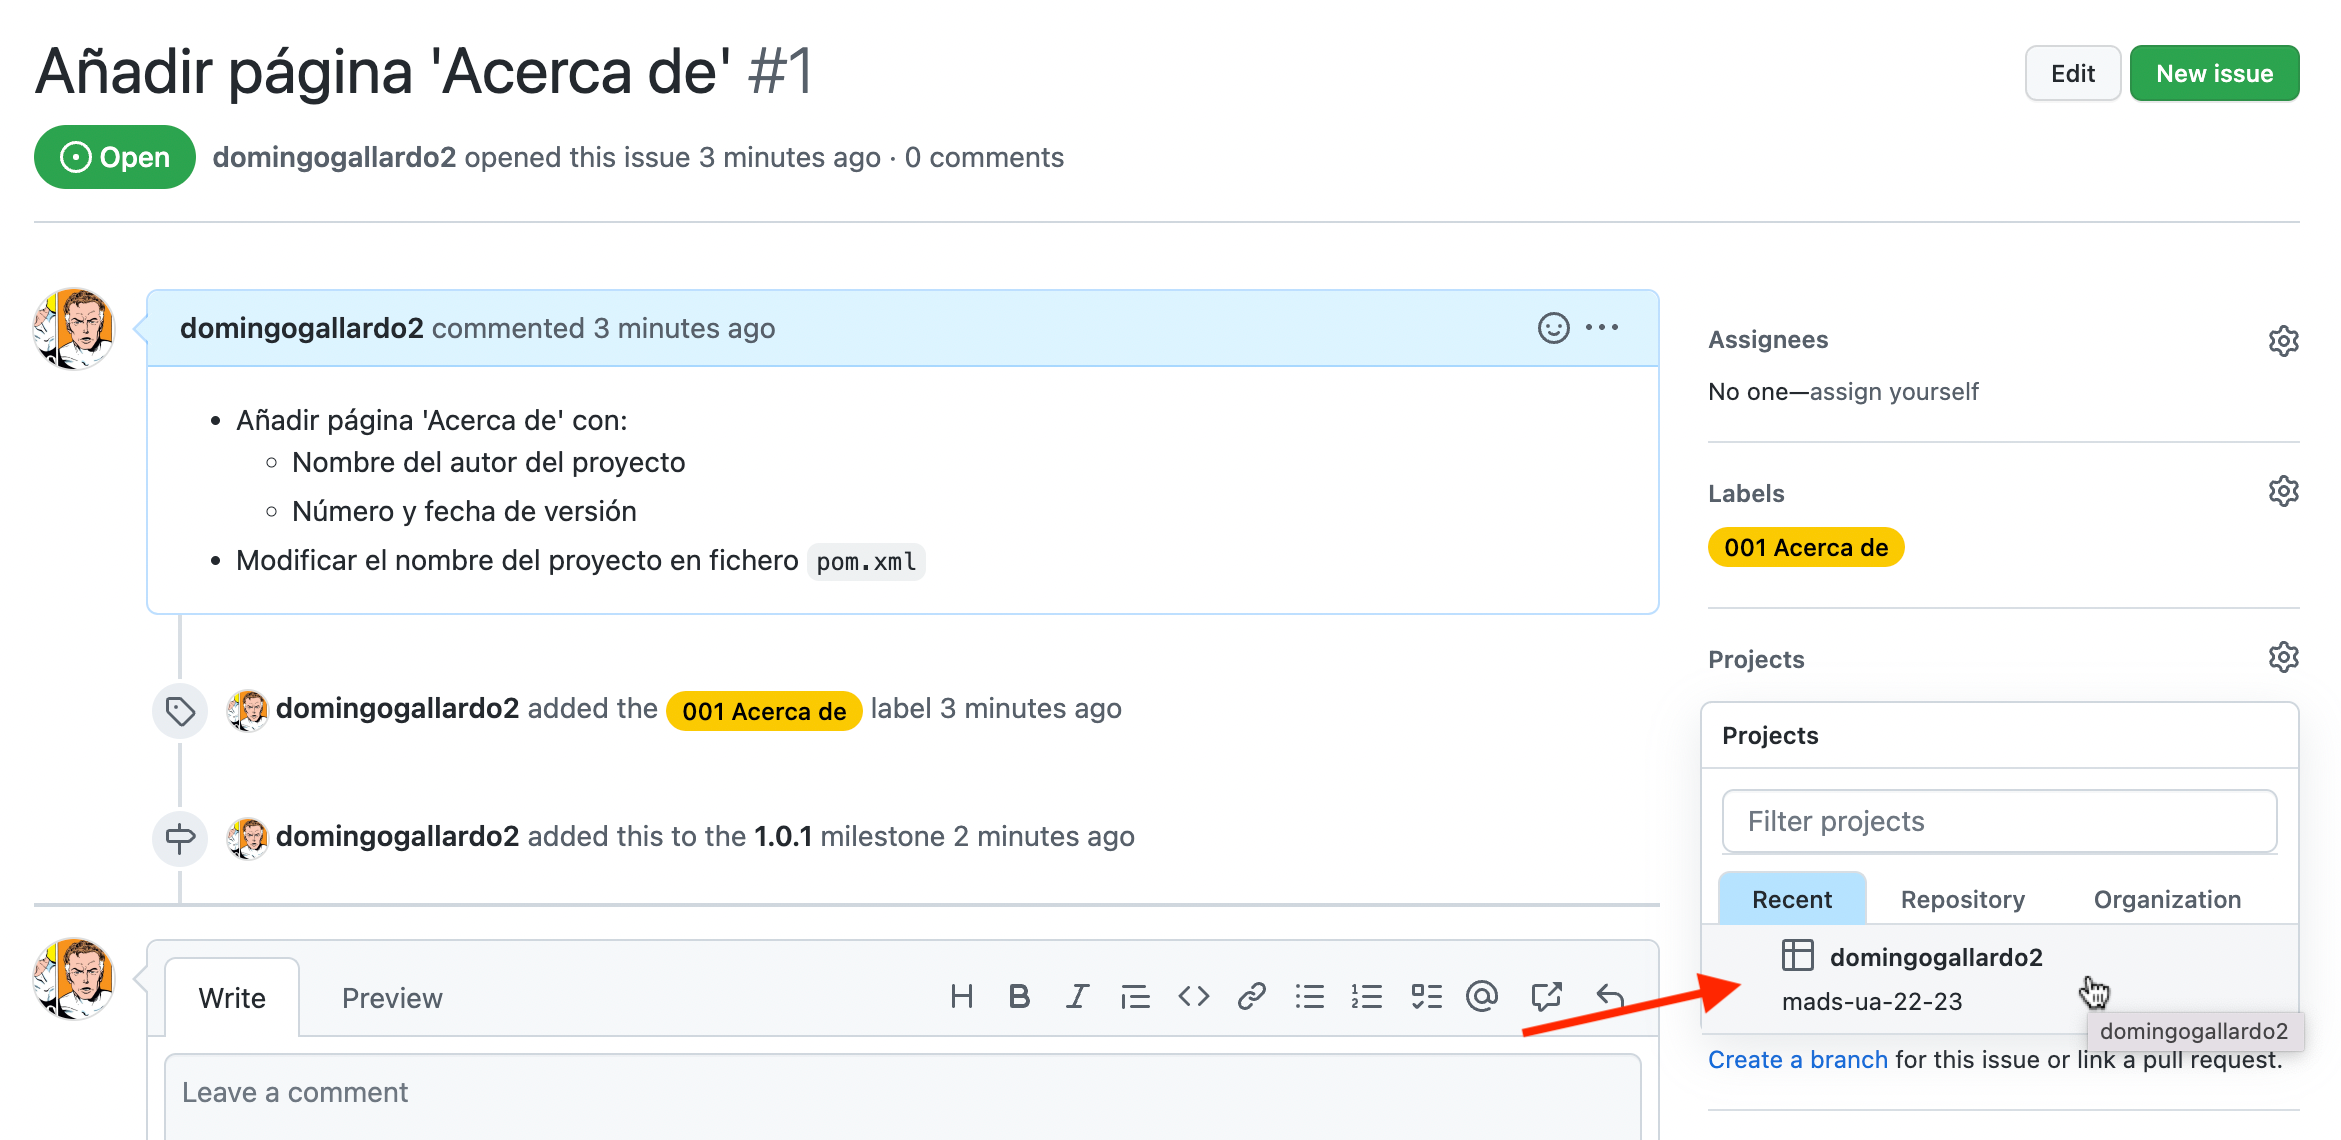 Añadir página 'Acerca de' #1
Edit
New issue
Open
domingogallardo2 opened this issue 3 minutes ago · 0 comments
domingogallardo2 commented 3 minutes ago
Añadir página 'Acerca de' con:
Nombre del autor del proyecto
Número y fecha de versión
Modificar el nombre del proyecto en fichero pom.xml
domingogallardo2 added the 001 Acerca de label 3 minutes ago
domingogallardo2 added this to the 1.0.1 milestone 2 minutes ago
Write
Preview
Leave a comment
Assignees
No one—assign yourself
Labels
001 Acerca de
Projects
Projects
Filter projects
Recent
Repository
Organization
domingogallardo2
mads-ua-22-23
domingogallardo2
Create a branch for this issue or link a pull request.